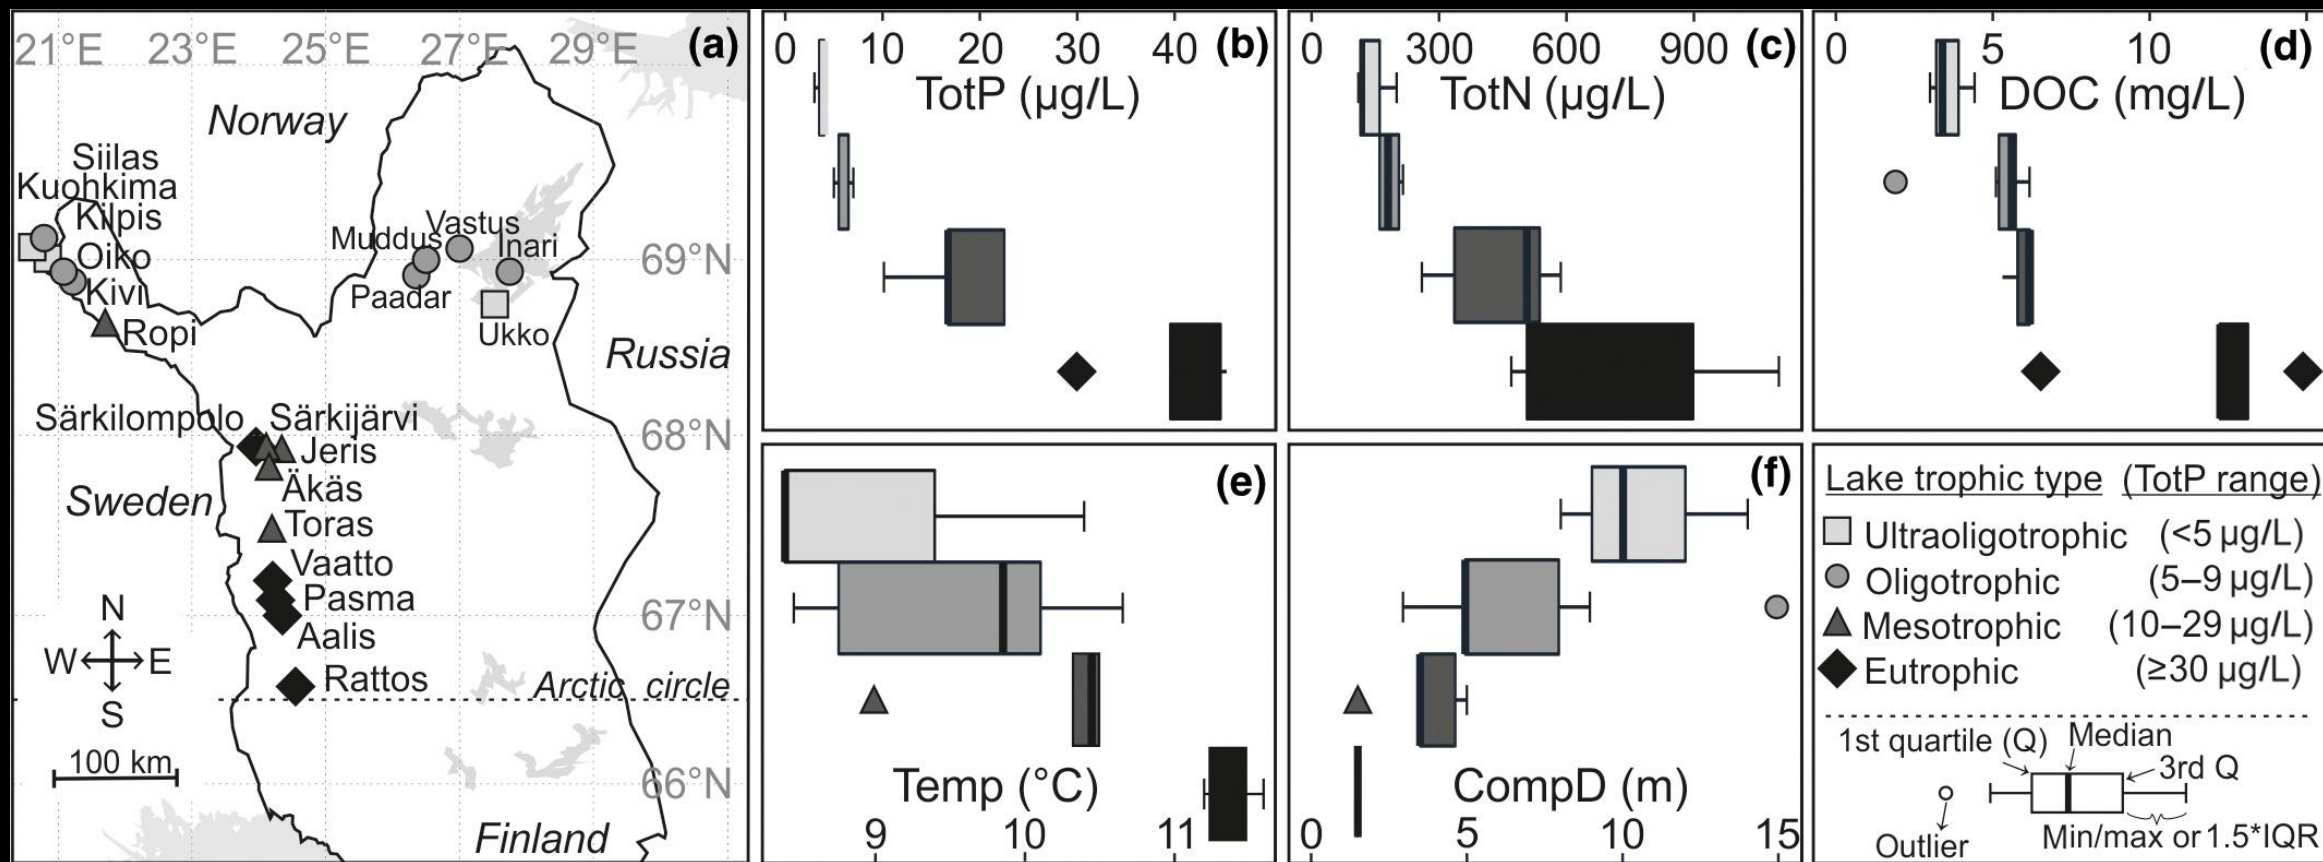 21°E 23°E 25°E 27°E 29°E (a)
Norway
Siilas
Kuohkima
Kilpis
Oiko
Kivi
Ropi
Vastus
Muddus
Inari
Paadar
Ukko
69°N
Russia
Särkilompolo Särkijärvi
68°N
Jeris
Äkäs
Sweden
Toras
Vaatto
Pasma
67°N
Aalis
Rattos
Arctic circle
N
W E
S
100 km
66°N
Finland
0 10 20 30 40 (b)
TotP (µg/L)
0 300 600 900 (c)
TotN (µg/L)
0 5 10 (d)
DOC (mg/L)
(e)
Temp (°C)
9 10 11
(f)
CompD (m)
0 5 10 15
Lake trophic type (TotP range)
Ultraoligotrophic (<5 µg/L)
Oligotrophic (5–9 µg/L)
Mesotrophic (10–29 µg/L)
Eutrophic (≥30 µg/L)
1st quartile (Q) Median
3rd Q
Outlier
Min/max or 1.5*IQR